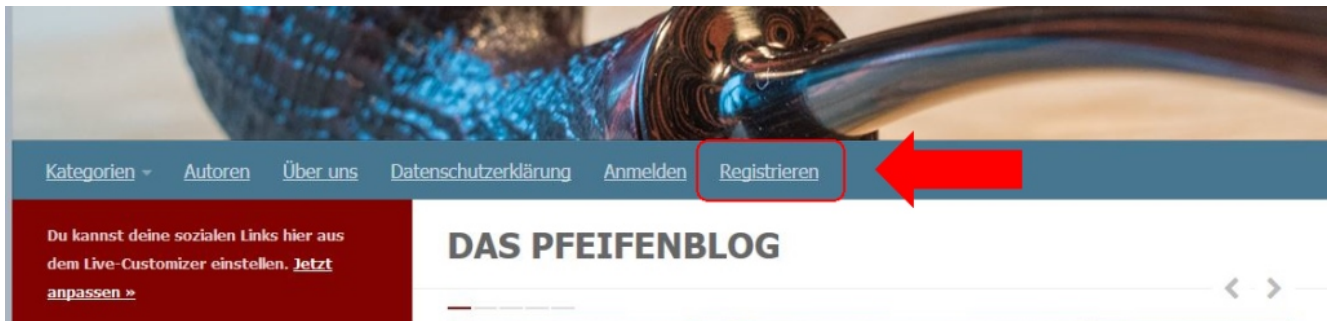 Kategorien Autoren Über uns Datenschutzerklärung Anmelden Registrieren
Du kannst deine sozialen Links hier aus
dem Live-Customizer einstellen. Jetzt
anpassen »
DAS PFEIFENBLOG